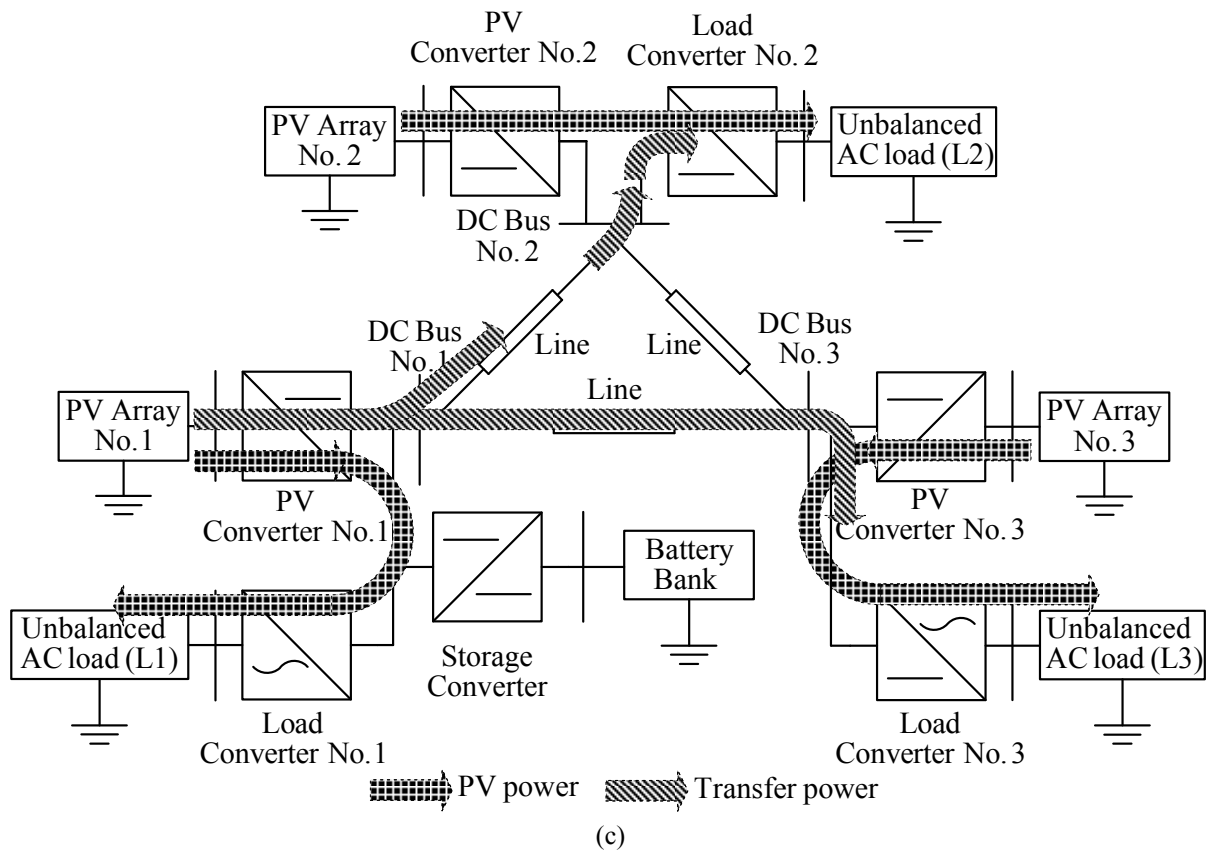 PV
Converter No.2
Load
Converter No. 2
PV Array
No. 2
Unbalanced
AC load (L2)
DC Bus
No. 2
DC Bus
No.1
Line
Line
DC Bus
No.3
Line
PV Array
No.1
PV Array
No.3
PV
Converter No.1
PV
Converter No.3
Battery
Bank
Unbalanced
AC load (L1)
Storage
Converter
Unbalanced
AC load (L3)
Load
Converter No.1
Load
Converter No.3
PV power
Transfer power
(c)